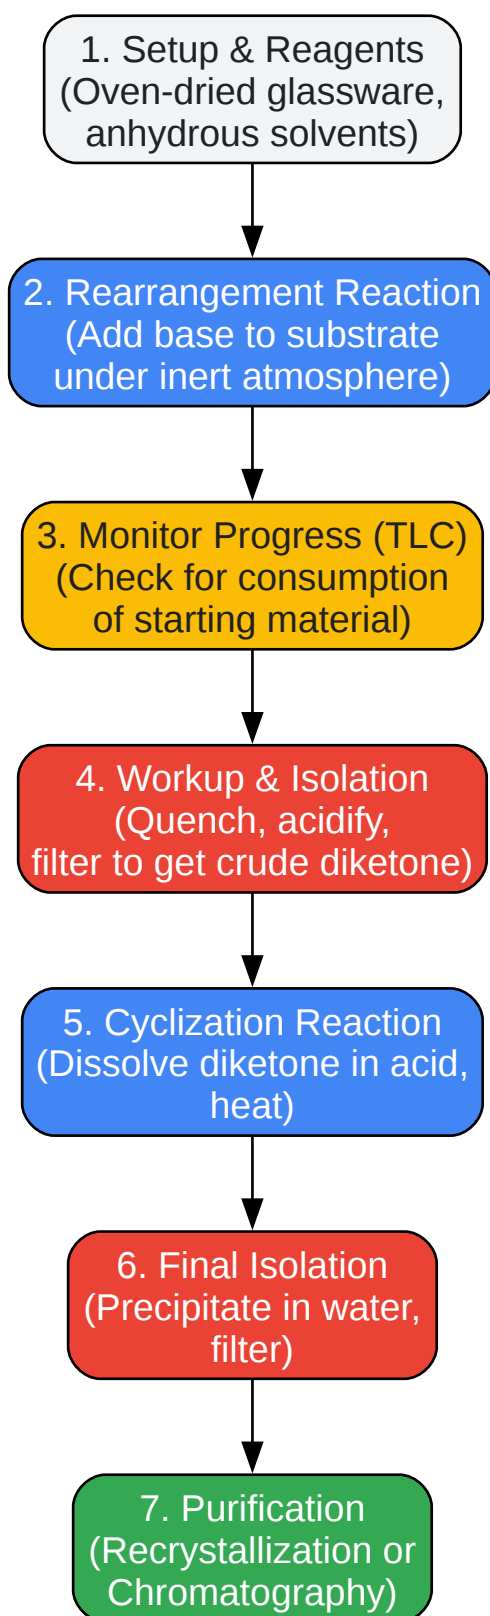 1. Setup & Reagents
(Oven-dried glassware,
anhydrous solvents)
2. Rearrangement Reaction
(Add base to substrate
under inert atmosphere)
3. Monitor Progress (TLC)
(Check for consumption
of starting material)
4. Workup & Isolation
(Quench, acidify,
filter to get crude diketone)
5. Cyclization Reaction
(Dissolve diketone in acid,
heat)
6. Final Isolation
(Precipitate in water,
filter)
7. Purification
(Recrystallization or
Chromatography)